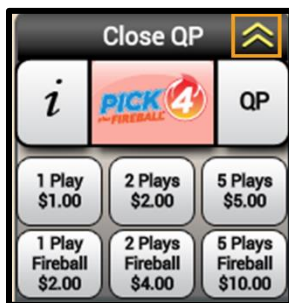 Close QP
i
PICK 4
plus FIREBALL
QP
1 Play
$1.00
2 Plays
$2.00
5 Plays
$5.00
1 Play
Fireball
$2.00
2 Plays
Fireball
$4.00
5 Plays
Fireball
$10.00